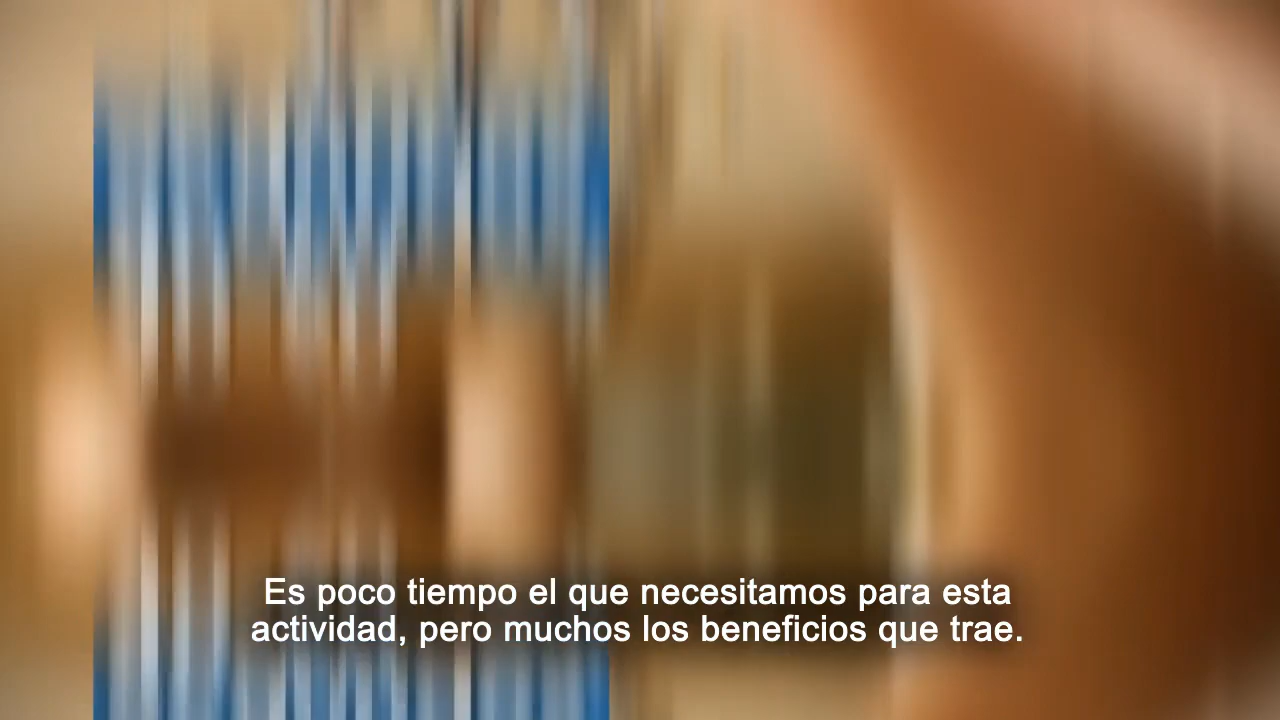 Es poco tiempo el que necesitamos para esta
actividad, pero muchos los beneficios que trae.